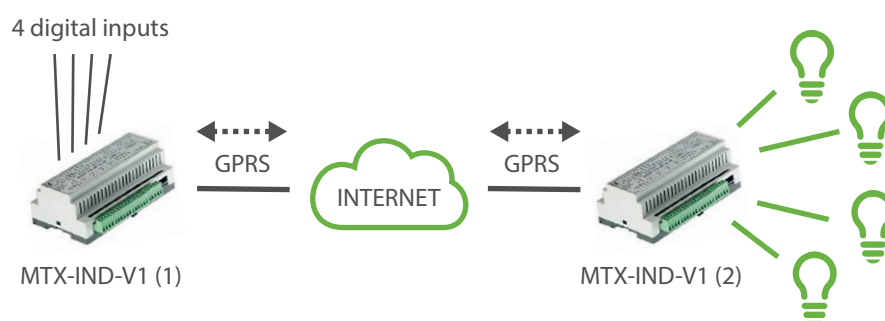 4 digital inputs
GPRS
INTERNET
GPRS
MTX-IND-V1 (1)
MTX-IND-V1 (2)